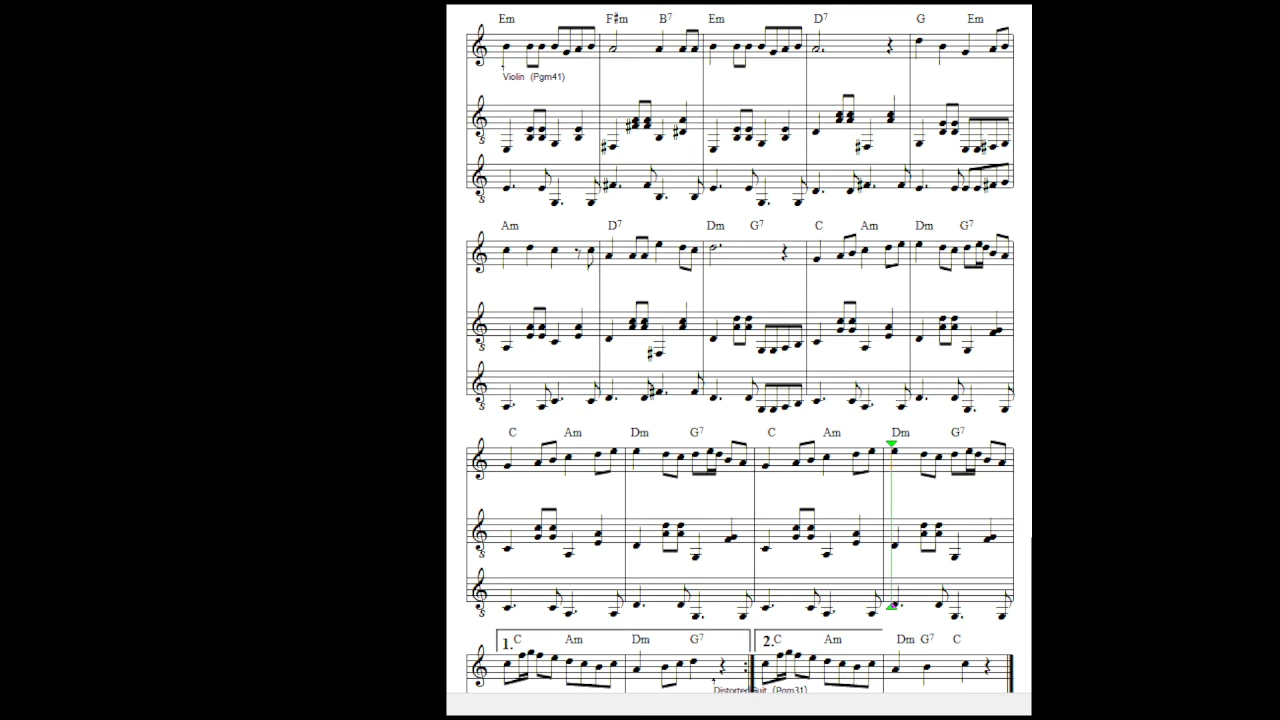 Em F#m B7 Em D7 G Em
Violin (Pgm41)
Am D7 Dm G7 C Am Dm G7
C Am Dm G7 C Am Dm G7
1. C Am Dm G7 2. C Am Dm G7 C
Distorted Guit (Pgm31)